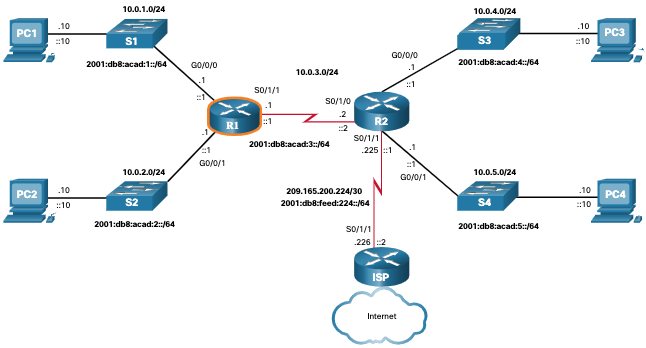 10.0.1.0/24
PC1
.10
::10
S1
2001:db8:acad:1::/64
G0/0/0
.1
::1
R1
S0/1/1
.1
::1
10.0.3.0/24
2001:db8:acad:3::/64
.1
::1
G0/0/1
PC2
.10
::10
10.0.2.0/24
S2
2001:db8:acad:2::/64
10.0.4.0/24
S3
.10
::10
PC3
2001:db8:acad:4::/64
G0/0/0
.1
::1
S0/1/0
.2
::2
R2
S0/1/1
.225
::1
.1
::1
G0/0/1
10.0.5.0/24
S4
.10
::10
PC4
2001:db8:acad:5::/64
209.165.200.224/30
2001:db8:feed:224::/64
S0/1/1
.226
::2
ISP
Internet